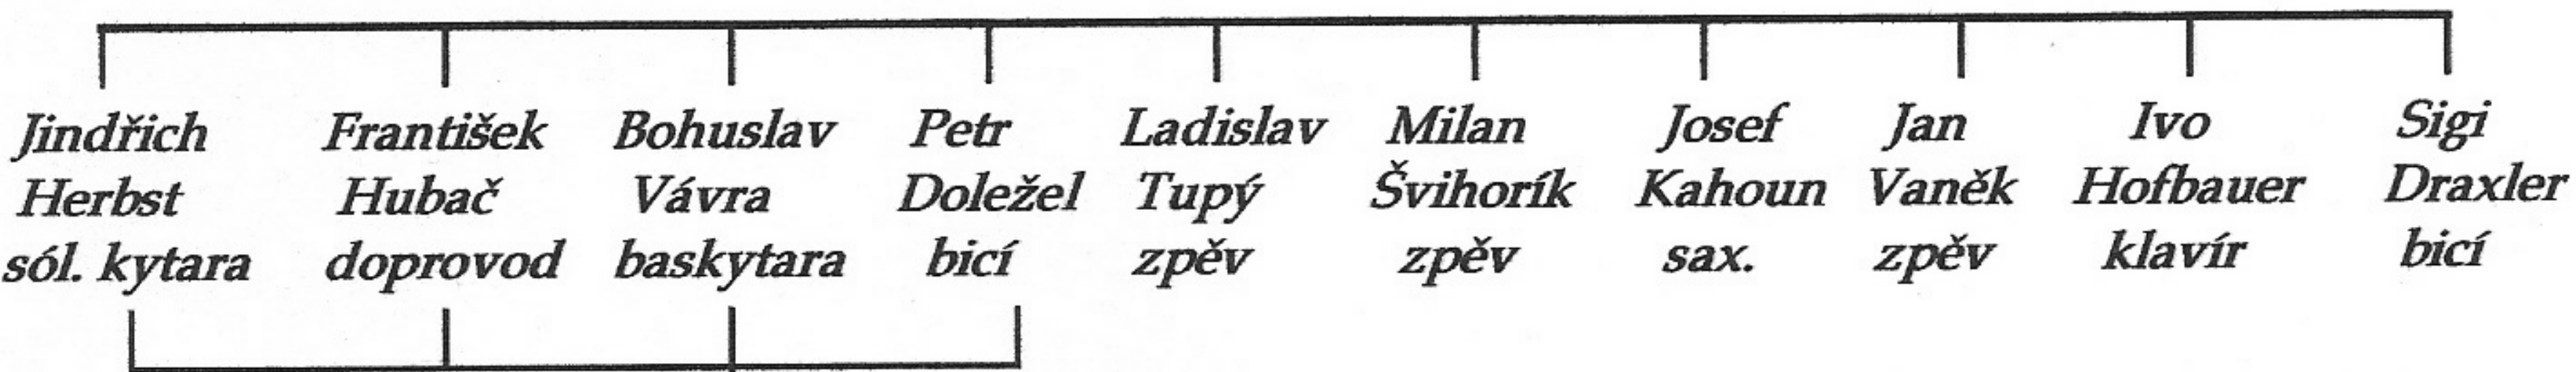 Jindřich František Bohuslav Petr Ladislav Milan Josef Jan Ivo Sigi
Herbst Hubač Vávra Doležel Tupý Švihorík Kahoun Vaněk Hofbauer Draxler
sól. kytara doprovod baskytara bicí zpěv zpěv sax. zpěv klavír bicí